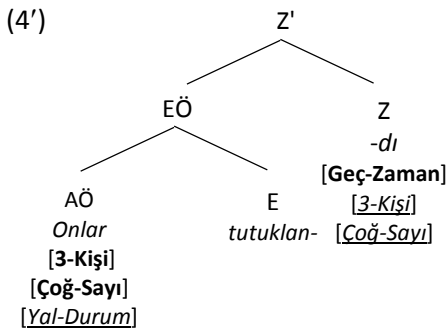 (4′)
Z'
EÖ Z
-dı
[Geç-Zaman]
AÖ E [3-Kişi]
Onlar tutuklan- [Çoğ-Sayı]
[3-Kişi]
[Çoğ-Sayı]
[Yal-Durum]